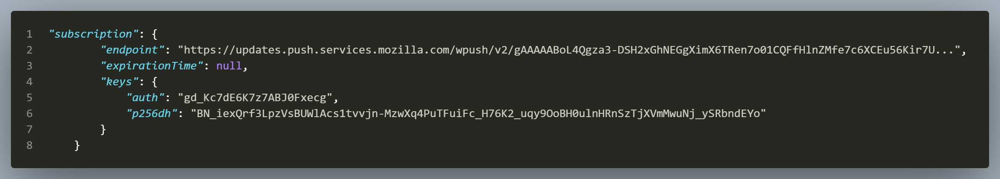 1 "subscription": {
2 "endpoint": "https://updates.push.services.mozilla.com/wpush/v2/gAAAAABoL4Qgza3-DSH2xGhNEGgXimX6TRen7o01CQFfHlnZMfe7c6XCEu56Kir7U...",
3 "expirationTime": null,
4 "keys": {
5 "auth": "gd_Kc7dE6K7z7ABJ0Fxecg",
6 "p256dh": "BN_iexQrf3LpzVsBUWlAcs1tvvjn-MzwXq4PuTFuiFc_H76K2_uqy9OoBH0ulnHRnSzTjXVmMwuNj_ySRbndEYo"
7 }
8 }